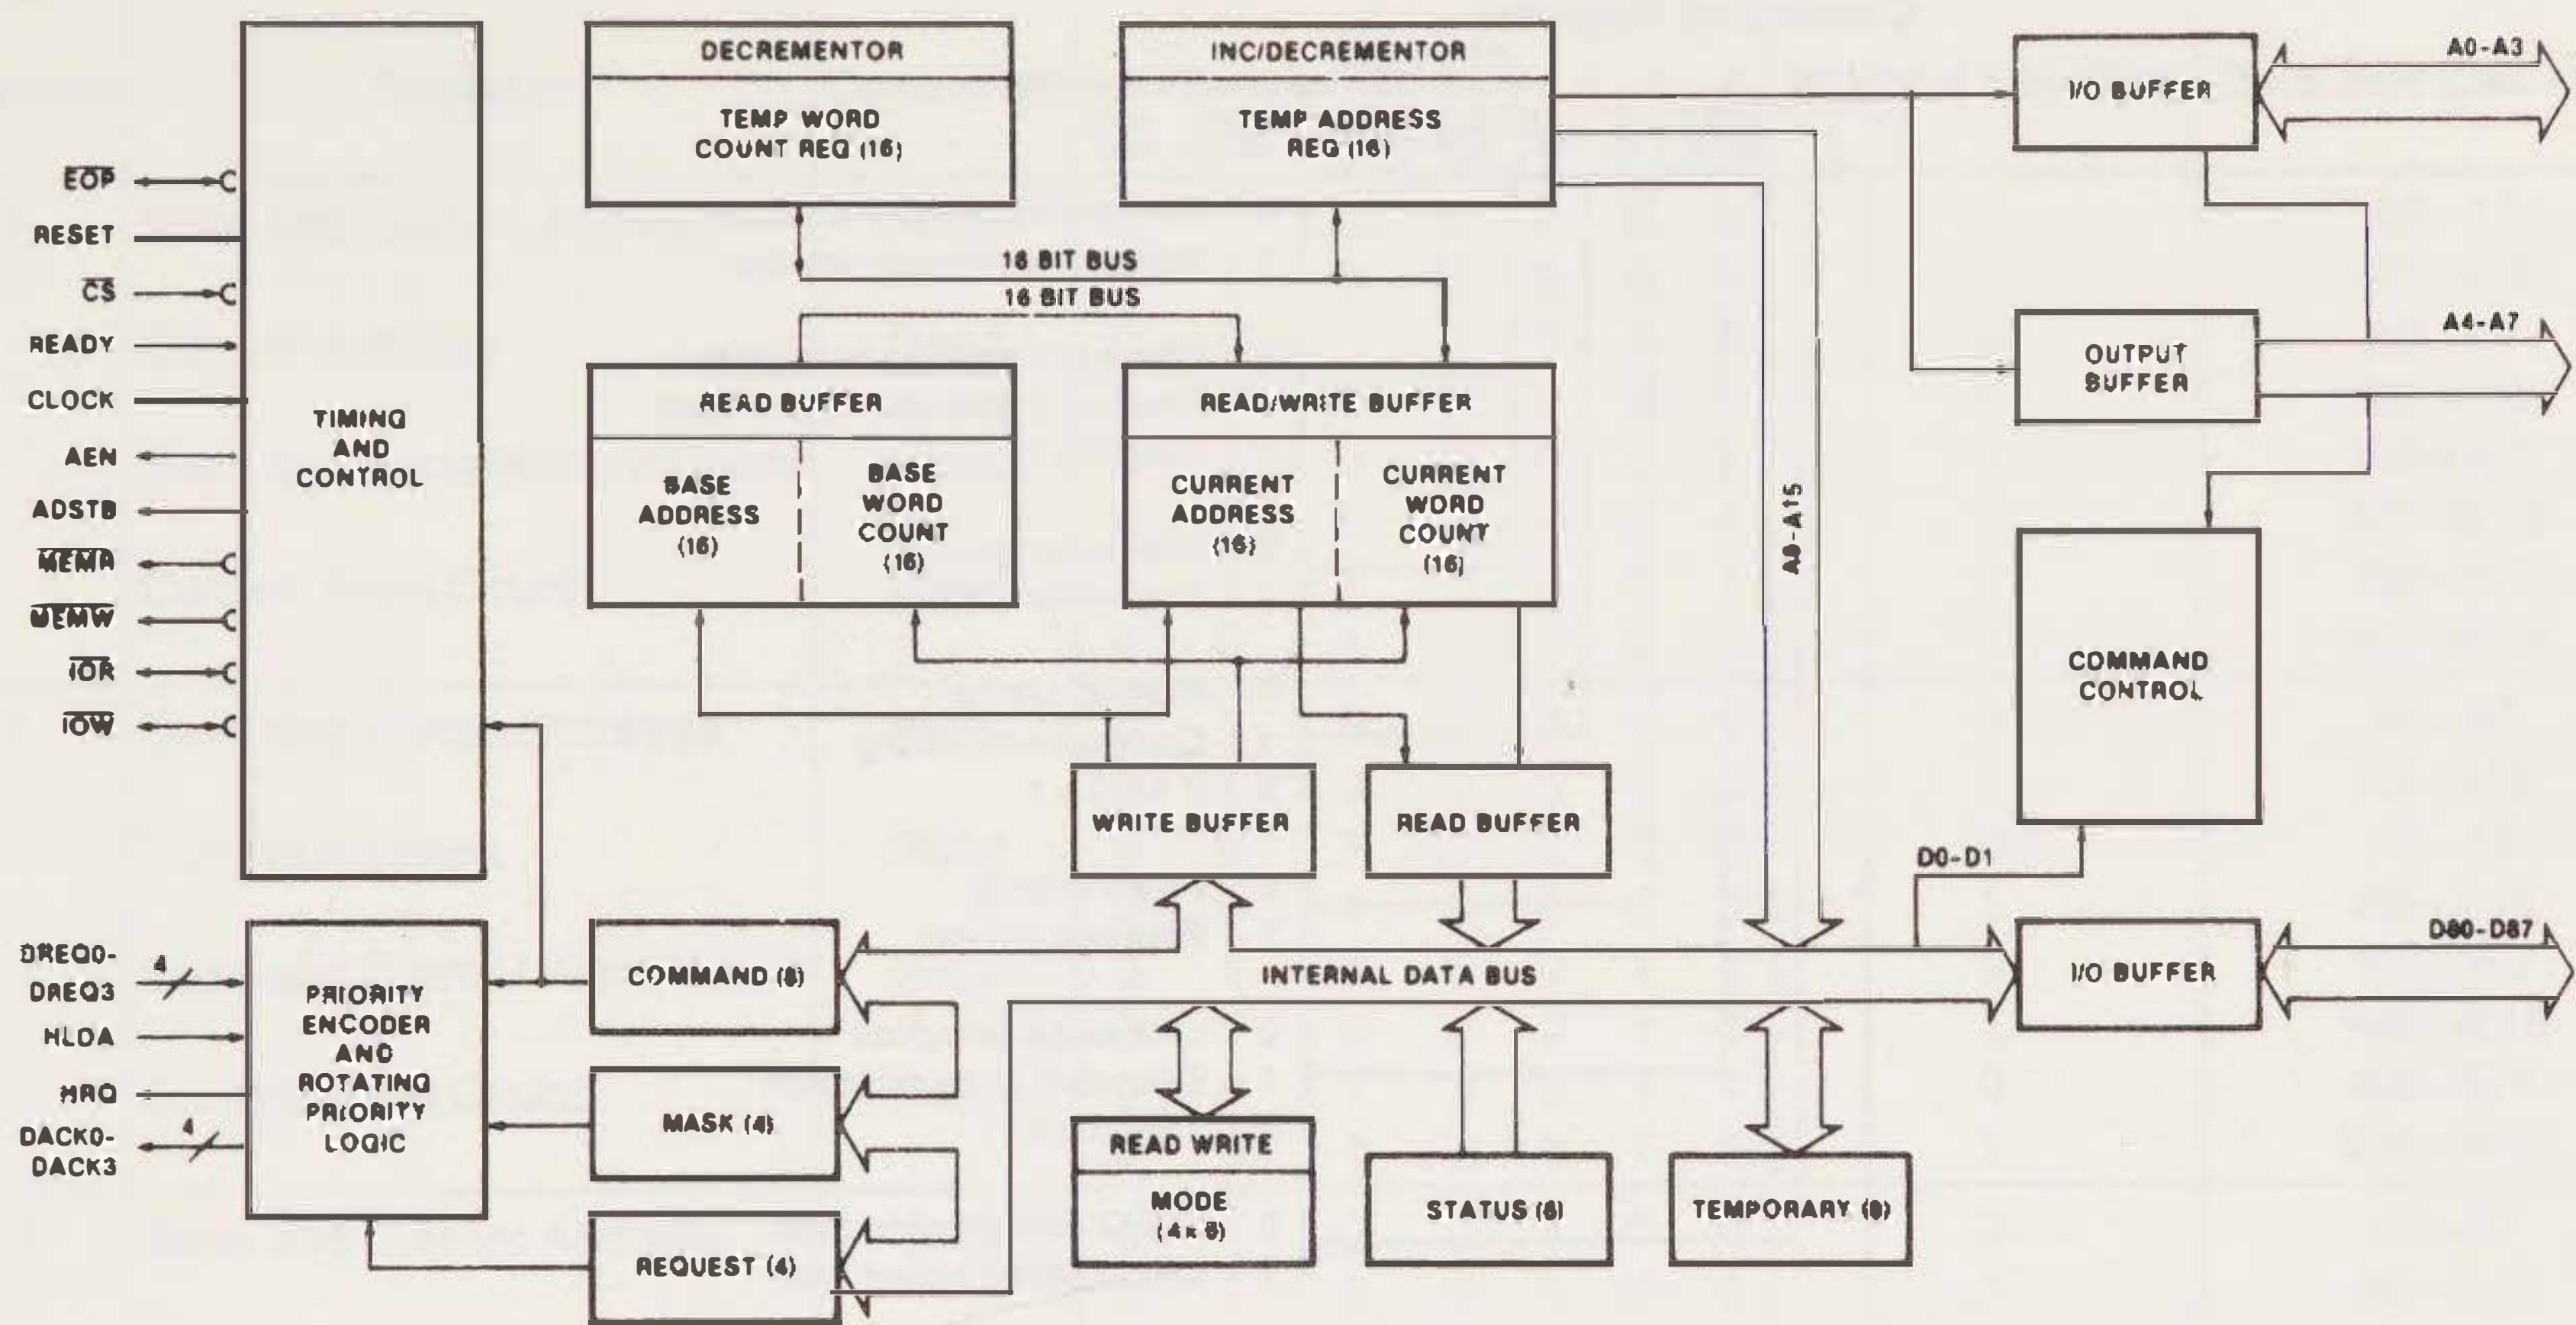 DECREMENTOR
TEMP WORD
COUNT REG (16)
INC/DECREMENTOR
TEMP ADDRESS
REG (16)
I/O BUFFER
A0-A3
EOP
RESET
CS
READY
CLOCK
AEN
ADSTB
MEMR
MEMW
IOR
IOW
TIMING
AND
CONTROL
16 BIT BUS
16 BIT BUS
READ BUFFER
BASE
ADDRESS
(16)
BASE
WORD
COUNT
(16)
READ/WRITE BUFFER
CURRENT
ADDRESS
(16)
CURRENT
WORD
COUNT
(16)
A8-A15
OUTPUT
BUFFER
A4-A7
COMMAND
CONTROL
WRITE BUFFER
READ BUFFER
D0-D1
DREQ0-
DREQ3
4
HLDA
HRQ
DACK0-
DACK3
4
PRIORITY
ENCODER
AND
ROTATING
PRIORITY
LOGIC
COMMAND (8)
MASK (4)
REQUEST (4)
INTERNAL DATA BUS
I/O BUFFER
DB0-DB7
READ WRITE
MODE
(4 x 6)
STATUS (8)
TEMPORARY (8)